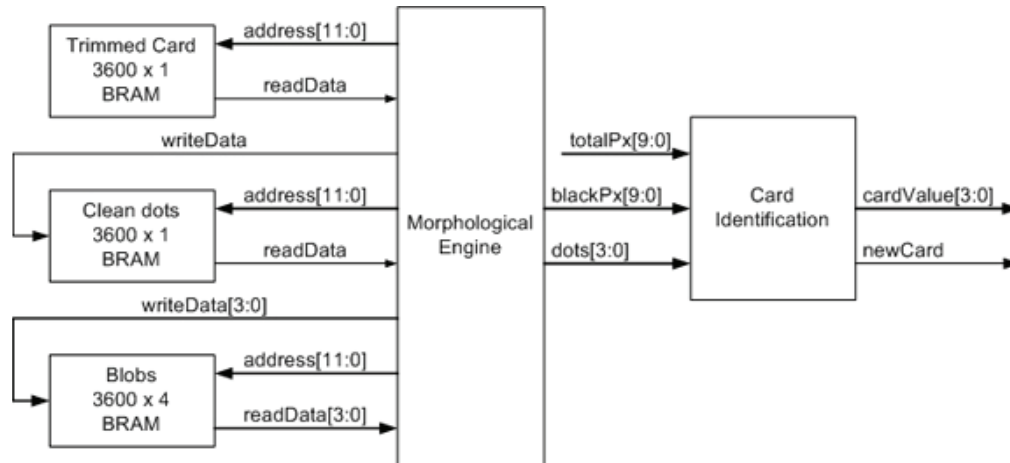 address[11:0]
Trimmed Card
3600 x 1
BRAM
readData
writeData
address[11:0]
Clean dots
3600 x 1
BRAM
readData
writeData[3:0]
address[11:0]
Blobs
3600 x 4
BRAM
readData[3:0]
Morphological
Engine
totalPx[9:0]
blackPx[9:0]
dots[3:0]
Card
Identification
cardValue[3:0]
newCard